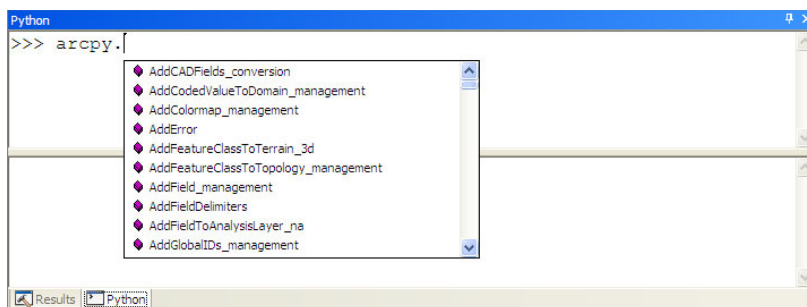 Python
>>> arcpy.
AddCADFields_conversion
AddCodedValueToDomain_management
AddColormap_management
AddError
AddFeatureClassToTerrain_3d
AddFeatureClassToTopology_management
AddField_management
AddFieldDelimiters
AddFieldToAnalysisLayer_na
AddGlobalIDs_management
Results Python